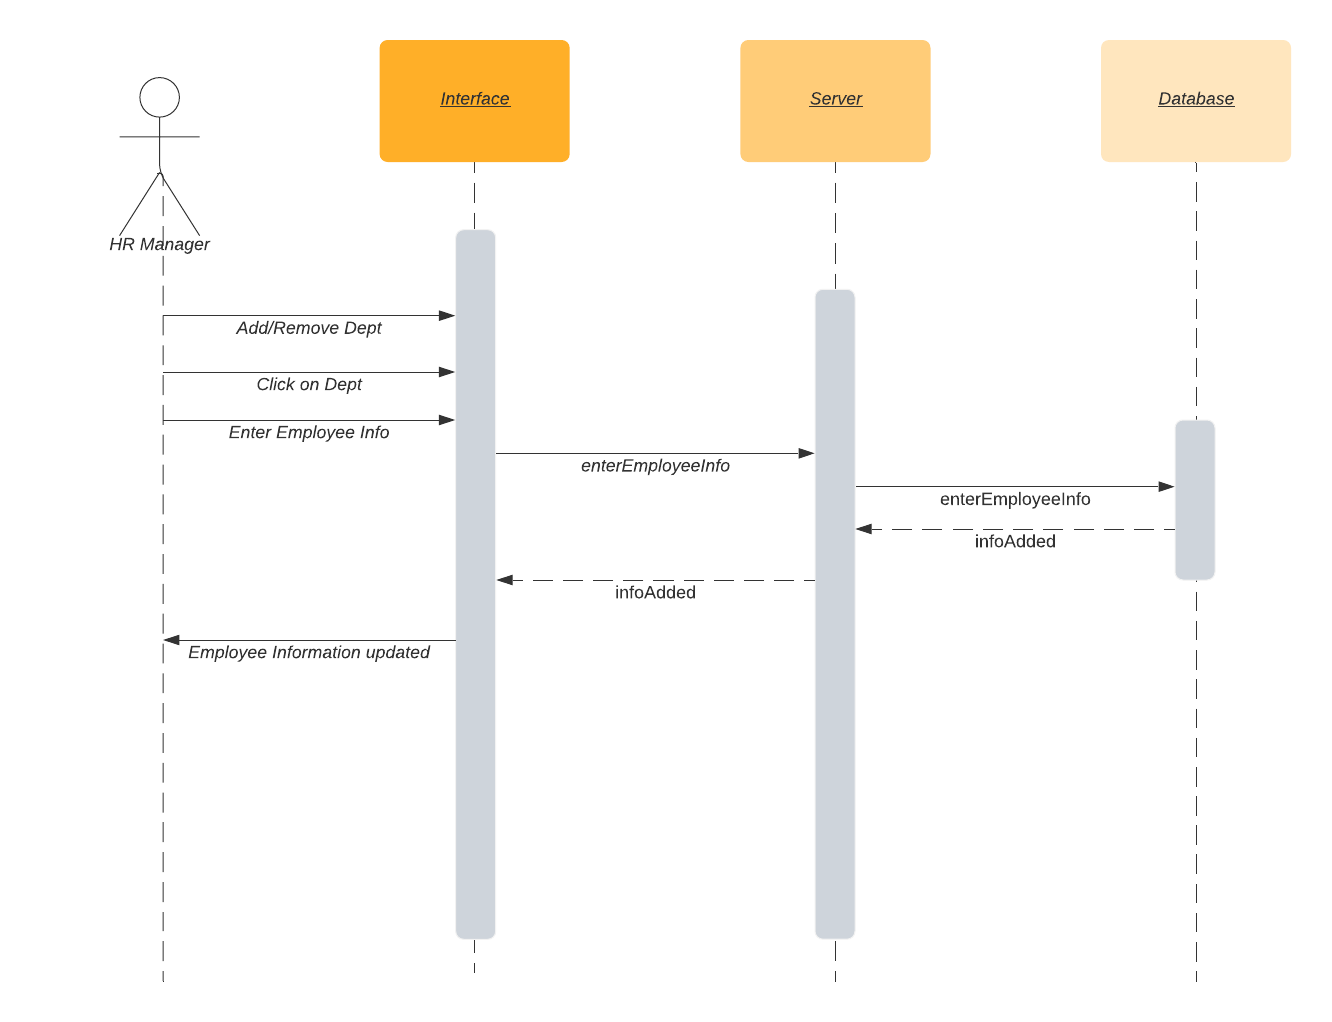 Interface
Server
Database
HR Manager
Add/Remove Dept
Click on Dept
Enter Employee Info
enterEmployeeInfo
enterEmployeeInfo
infoAdded
infoAdded
Employee Information updated